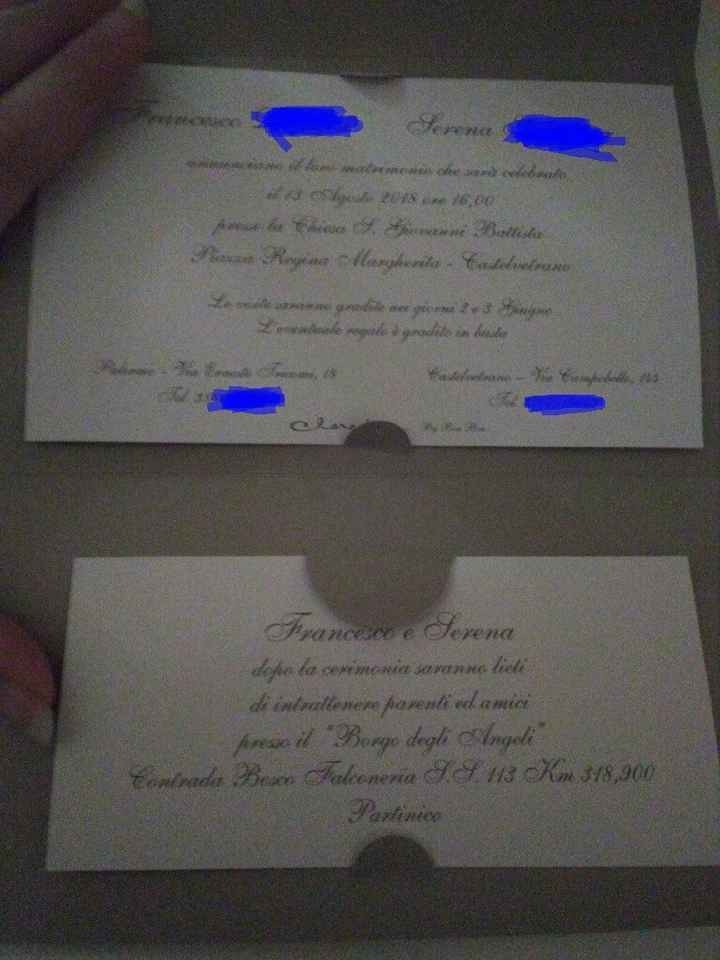 Francesco Serena
annunciano il loro matrimonio che sarà celebrato
il 13 Agosto 2018 ore 16,00
presso la Chiesa S. Giovanni Battista
Piazza Regina Margherita - Castelvetrano
Le visite saranno gradite nei giorni 2 e 3 Giugno
L'eventuale regalo è gradito in busta
Palermo - Via Ernesto 18
Castelvetrano - Via Campobello, 144
Tel.
Tel.
Francesco e Serena
dopo la cerimonia saranno lieti
di intrattenere parenti ed amici
presso il "Borgo degli Angeli"
Contrada Bosco Falconeria S.S. 113 Km 318,900
Partinico